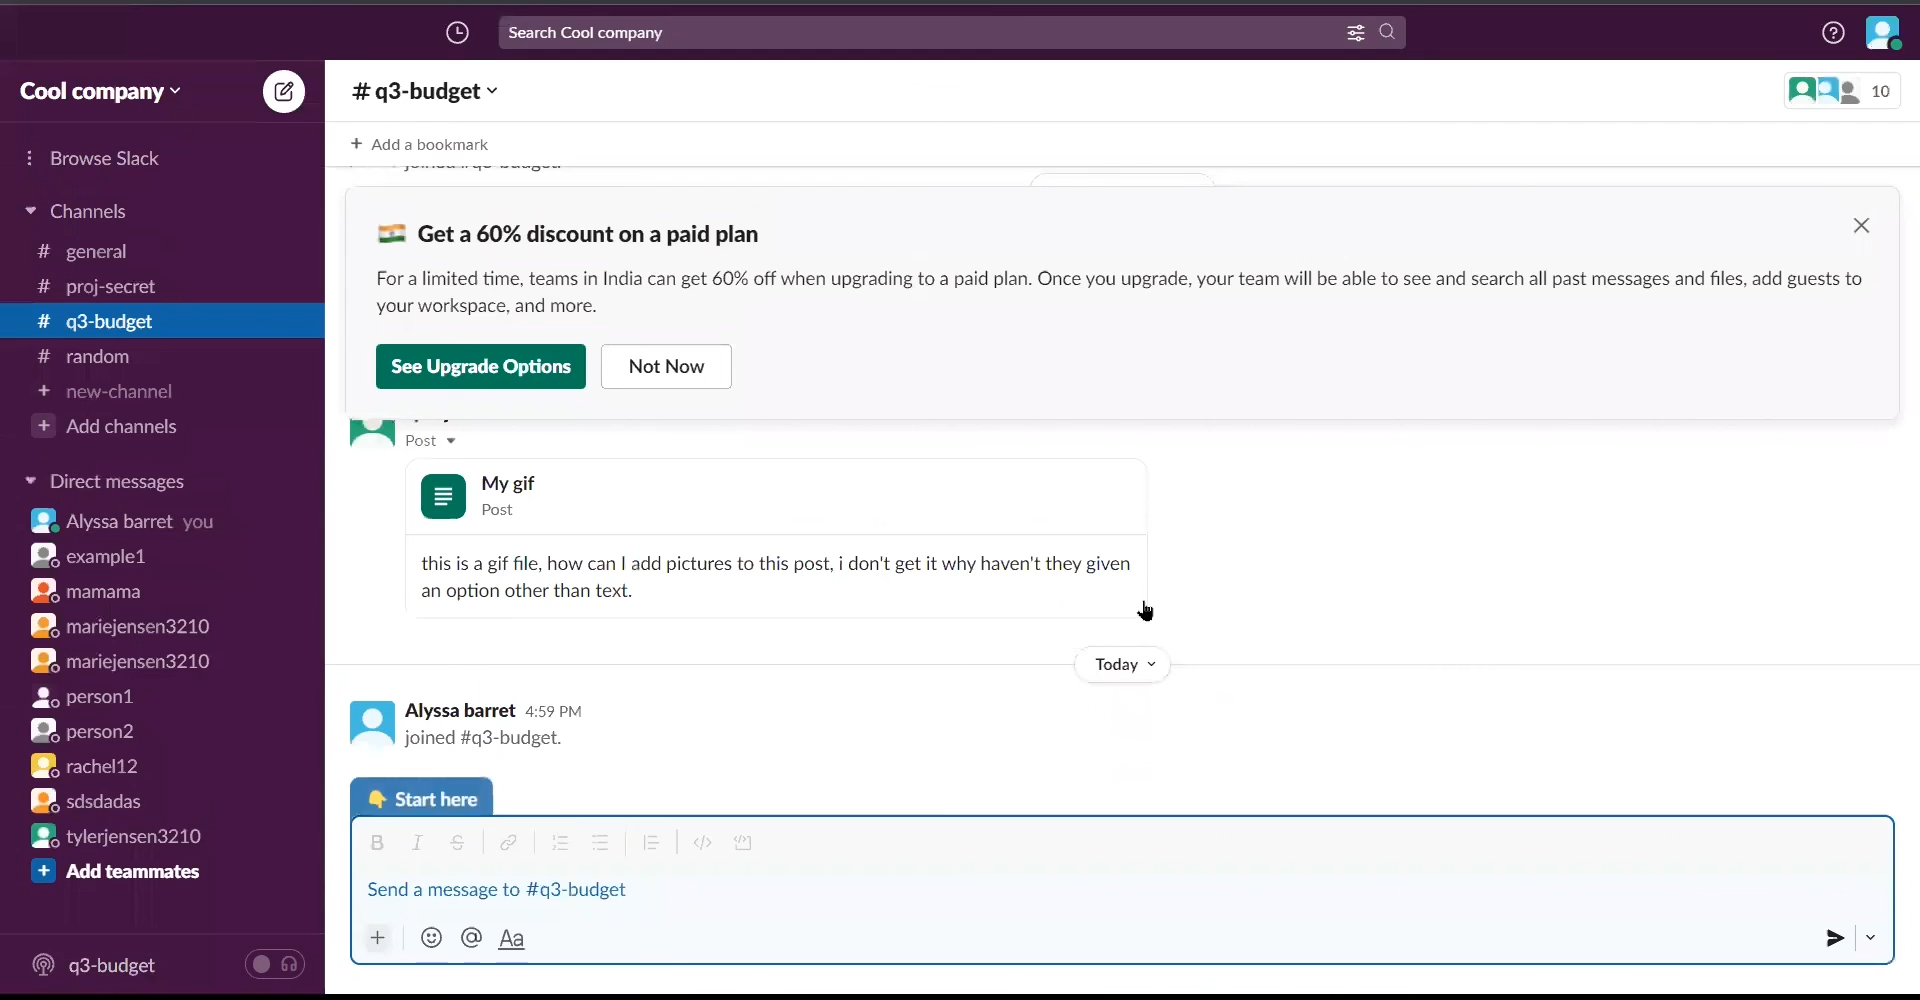 Search Cool company
Cool company
# q3-budget
10
+ Add a bookmark
Browse Slack
Channels
# general
# proj-secret
# q3-budget
# random
+ new-channel
+ Add channels
Direct messages
Alyssa barret you
example1
mamama
mariejensen3210
mariejensen3210
person1
person2
rachel12
sdsdadas
tylerjensen3210
+ Add teammates
q3-budget
joined #q3-budget.
Get a 60% discount on a paid plan
For a limited time, teams in India can get 60% off when upgrading to a paid plan. Once you upgrade, your team will be able to see and search all past messages and files, add guests to
your workspace, and more.
See Upgrade Options
Not Now
Post
My gif
Post
this is a gif file, how can I add pictures to this post, i don't get it why haven't they given
an option other than text.
Today
Alyssa barret 4:59 PM
joined #q3-budget.
Start here
B I S
Send a message to #q3-budget
+ @ Aa